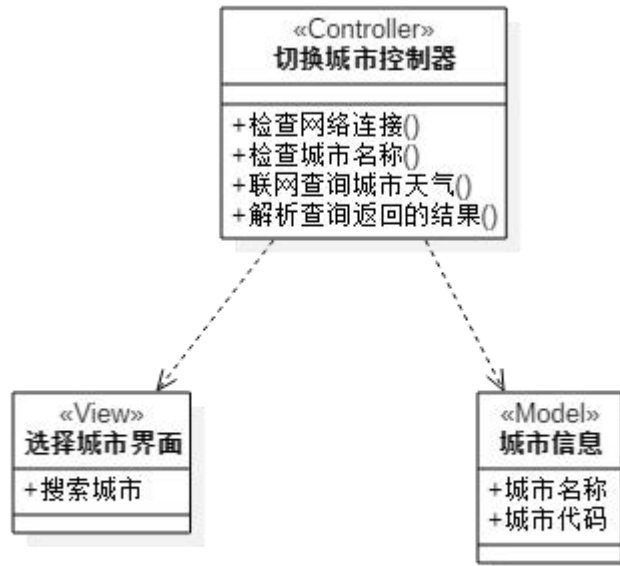 «Controller»
切换城市控制器
+检查网络连接()
+检查城市名称()
+联网查询城市天气()
+解析查询返回的结果()
«View»
选择城市界面
+搜索城市
«Model»
城市信息
+城市名称
+城市代码